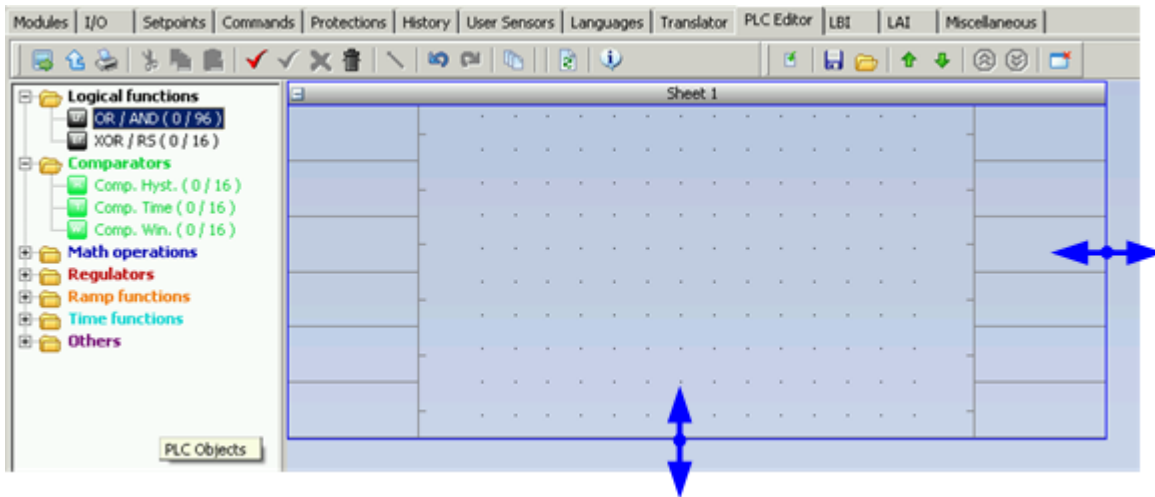 Modules I/O Setpoints Commands Protections History User Sensors Languages Translator PLC Editor LBI LAI Miscellaneous
Logical functions
OR / AND ( 0 / 96 )
XOR / RS ( 0 / 16 )
Comparators
Comp. Hyst. ( 0 / 16 )
Comp. Time ( 0 / 16 )
Comp. Win. ( 0 / 16 )
Math operations
Regulators
Ramp functions
Time functions
Others
PLC Objects
Sheet 1